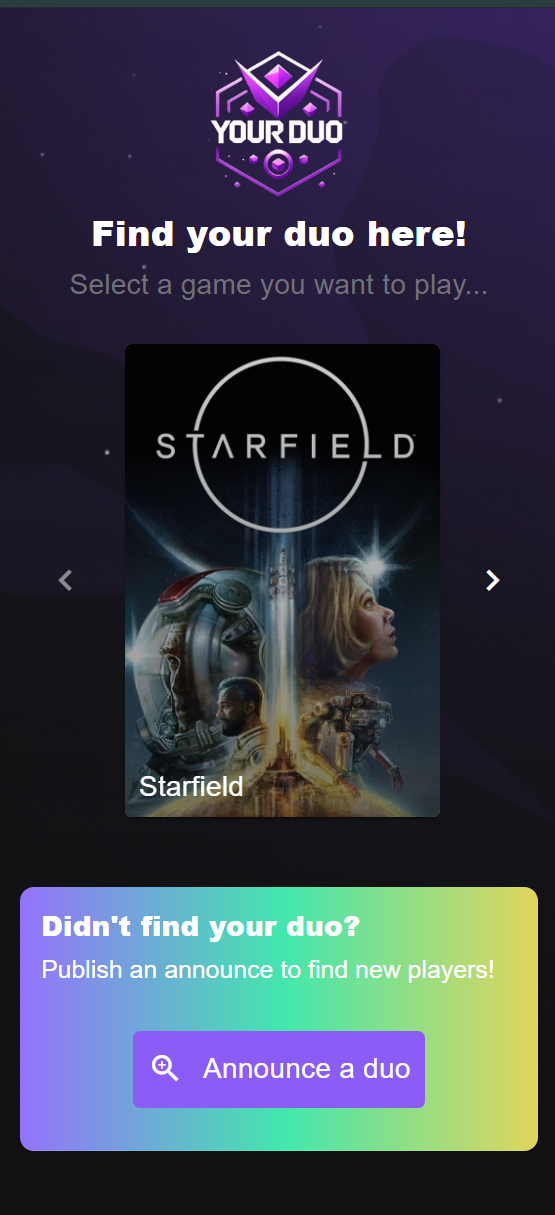 YOUR DUO
Find your duo here!
Select a game you want to play...
STARFIELD
Starfield
Didn't find your duo?
Publish an announce to find new players!
Announce a duo